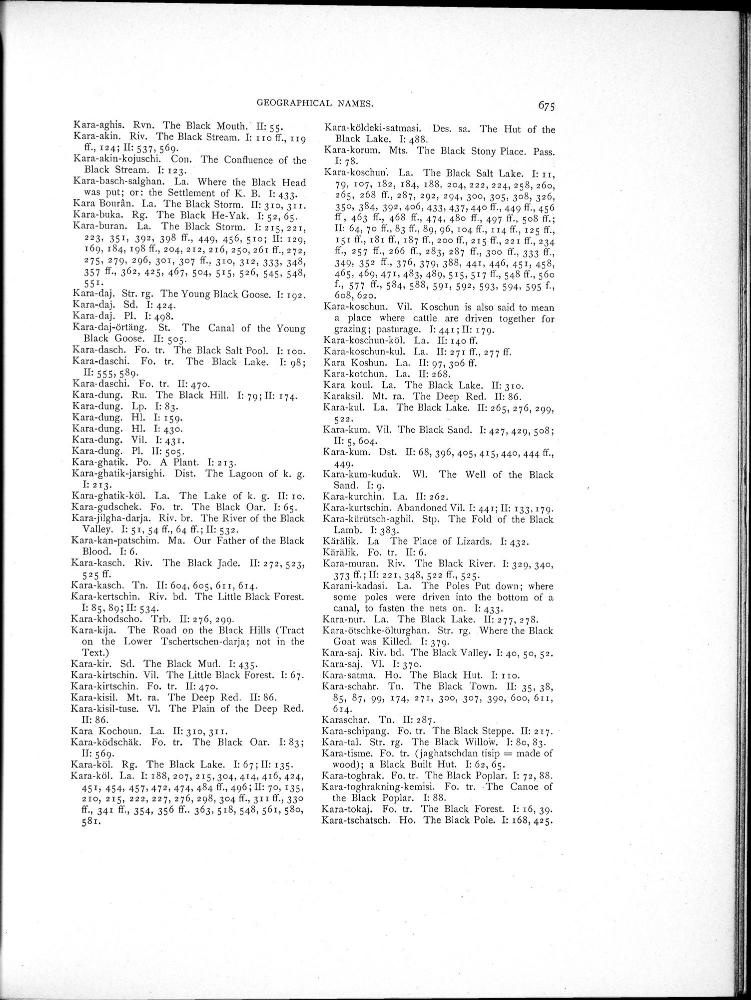 GEOGRAPHICAL NAMES.
675
Kara-aghis. Rvn. The Black Mouth. II: 55.
Kara-akin. Riv. The Black Stream. I: 110 ff., 119
ff., 124; II: 537, 569.
Kara-akin-kojuschi. Con. The Confluence of the
Black Stream. I: 123.
Kara-basch-salghan. La. Where the Black Head
was put; or: the Settlement of K. B. I: 433.
Kara Bourân. La. The Black Storm. II: 310, 311.
Kara-buka. Rg. The Black He-Yak. I: 52, 65.
Kara-buran. La. The Black Storm. I: 215, 221,
223, 351, 392, 398 ff., 449, 456, 510; II: 129,
169, 184, 198 ff., 204, 212, 216, 250, 261 ff., 272,
275, 279, 296, 301, 307 ff., 310, 312, 333, 348,
357 ff., 362, 425, 467, 504, 515, 526, 545, 548,
551.
Kara-daj. Str. rg. The Young Black Goose. I: 192.
Kara-daj. Sd. I: 424.
Kara-daj. Pl. I: 498.
Kara-daj-örtäng. St. The Canal of the Young
Black Goose. II: 505.
Kara-dasch. Fo. tr. The Black Salt Pool. I: 100.
Kara-daschi. Fo. tr. The Black Lake. I: 98;
II: 555, 589.
Kara-daschi. Fo. tr. II: 470.
Kara-dung. Ru. The Black Hill. I: 79; II: 174.
Kara-dung. Lp. I: 83.
Kara-dung. Hl. I: 159.
Kara-dung. Hl. I: 430.
Kara-dung. Vil. I: 431.
Kara-dung. Pl. II: 505.
Kara-ghatik. Po. A Plant. I: 213.
Kara-ghatik-jarsighi. Dist. The Lagoon of k. g.
I: 213.
Kara-ghatik-köl. La. The Lake of k. g. II: 10.
Kara-gudschek. Fo. tr. The Black Oar. I: 65.
Kara-jilgha-darja. Riv. br. The River of the Black
Valley. I: 51, 54 ff., 64 ff.; II: 532.
Kara-kan-patschim. Ma. Our Father of the Black
Blood. I: 6.
Kara-kasch. Riv. The Black Jade. II: 272, 523,
525 ff.
Kara-kasch. Tn. II: 604, 605, 611, 614.
Kara-kertschin. Riv. bd. The Little Black Forest.
I: 85, 89; II: 534.
Kara-khodscho. Trb. II: 276, 299.
Kara-kija. The Road on the Black Hills (Tract
on the Lower Tschertschen-darja; not in the
Text.)
Kara-kir. Sd. The Black Mud. I: 435.
Kara-kirtschin. Vil. The Little Black Forest. I: 67.
Kara-kirtschin. Fo. tr. II: 470.
Kara-kisil. Mt. ra. The Deep Red. II: 86.
Kara-kisil-tuse. Vl. The Plain of the Deep Red.
II: 86.
Kara Kochoun. La. II: 310, 311.
Kara-ködschäk. Fo. tr. The Black Oar. I: 83;
II: 569.
Kara-köl. Rg. The Black Lake. I: 67; II: 135.
Kara-köl. La. I: 188, 207, 215, 304, 414, 416, 424,
451, 454, 457, 472, 474, 484 ff., 496; II: 70, 135,
210, 215, 222, 227, 276, 298, 304 ff., 311 ff., 330
ff., 341 ff., 354, 356 ff.. 363, 518, 548, 561, 580,
581.
Kara-köldeki-satmasi. Des. sa. The Hut of the
Black Lake. I: 488.
Kara-korum. Mts. The Black Stony Place. Pass.
I: 78.
Kara-koschun. La. The Black Salt Lake. I: 11,
79, 107, 182, 184, 188, 204, 222, 224, 258, 260,
265, 268 ff., 287, 292, 294, 300, 305, 308, 326,
350, 384, 392, 406, 433, 437, 440 ff., 449 ff., 456
ff., 463 ff., 468 ff., 474, 480 ff., 497 ff., 508 ff.;
II: 64, 70 ff., 83 ff., 89, 96, 104 ff., 114 ff., 125 ff.,
151 ff., 181 ff., 187 ff., 200 ff., 215 ff., 221 ff., 234
ff., 257 ff., 266 ff., 283, 287 ff., 300 ff., 333 ff.,
349, 352 ff., 376, 379, 388, 441, 446, 451, 458,
465, 469, 471, 483, 489, 515, 517 ff., 548 ff., 560
f., 577 ff., 584, 588, 591, 592, 593, 594, 595 f.,
608, 620.
Kara-koschun. Vil. Koschun is also said to mean
a place where cattle are driven together for
grazing; pasturage. I: 441; II: 179.
Kara-koschun-köl. La. II: 140 ff.
Kara-koschun-kul. La. II: 271 ff., 277 ff.
Kara Koshun. La. II: 97, 306 ff.
Kara-kotchun. La. II: 268.
Kara koul. La. The Black Lake. II: 310.
Karaksil. Mt. ra. The Deep Red. II: 86.
Kara-kul. La. The Black Lake. II: 265, 276, 299,
522.
Kara-kum. Vil. The Black Sand. I: 427, 429, 508;
II: 5, 604.
Kara-kum. Dst. II: 68, 396, 405, 415, 440, 444 ff.,
449.
Kara-kum-kuduk. Wl. The Well of the Black
Sand. I: 9.
Kara-kurchin. La. II: 262.
Kara-kurtschin. Abandoned Vil. I: 441; II: 133, 179.
Kara-kürütsch-aghil. Stp. The Fold of the Black
Lamb. I: 383.
Kärälik. La The Place of Lizards. I: 432.
Kärälik. Fo. tr. II: 6.
Kara-muran. Riv. The Black River. I: 329, 340,
373 ff.; II: 221, 348, 522 ff., 525.
Karani-kadasi. La. The Poles Put down; where
some poles were driven into the bottom of a
canal, to fasten the nets on. I: 433.
Kara-nur. La. The Black Lake. II: 277, 278.
Kara-ötschke-ölturghan. Str. rg. Where the Black
Goat was Killed. I: 379.
Kara-saj. Riv. bd. The Black Valley. I: 40, 50, 52.
Kara-saj. Vl. I: 370.
Kara-satma. Ho. The Black Hut. I: 110.
Kara-schahr. Tn. The Black Town. II: 35, 38,
85, 87, 99, 174, 271, 300, 307, 390, 600, 611,
614.
Karaschar. Tn. II: 287.
Kara-schipang. Fo. tr. The Black Steppe. II: 217.
Kara-tal. Str. rg. The Black Willow. I: 80, 83.
Kara-tisme. Fo. tr. (jaghatschdan tisip = made of
wood); a Black Built Hut. I: 62, 65.
Kara-toghrak. Fo. tr. The Black Poplar. I: 72, 88.
Kara-toghrakning-kemisi. Fo. tr. The Canoe of
the Black Poplar. I: 88.
Kara-tokaj. Fo. tr. The Black Forest. I: 16, 39.
Kara-tschatsch. Ho. The Black Pole. I: 168, 425.